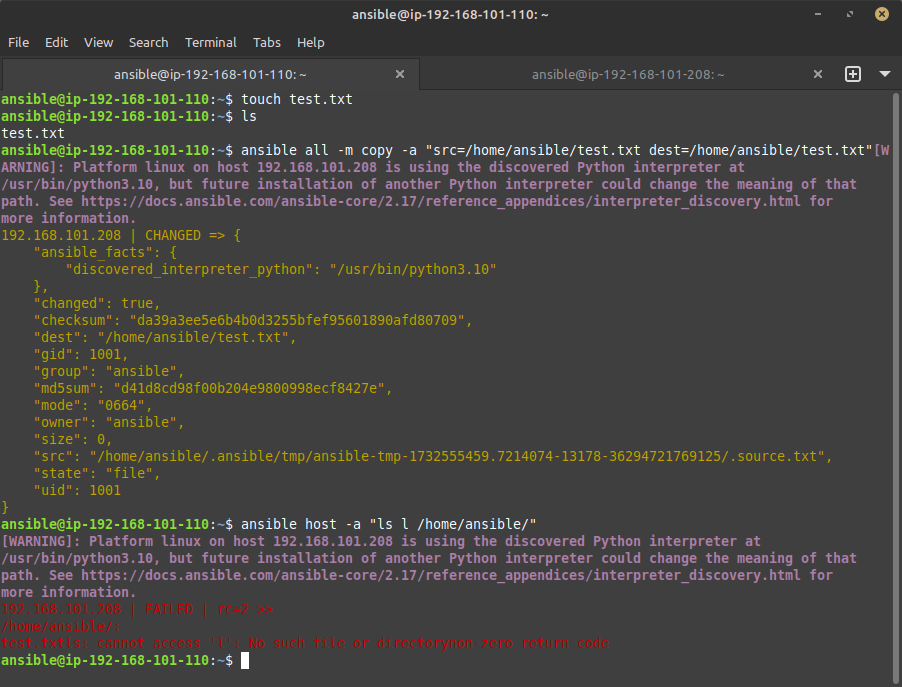 ansible@ip-192-168-101-110: ~
File Edit View Search Terminal Tabs Help
ansible@ip-192-168-101-110: ~ ansible@ip-192-168-101-208: ~
ansible@ip-192-168-101-110:~$ touch test.txt
ansible@ip-192-168-101-110:~$ ls
test.txt
ansible@ip-192-168-101-110:~$ ansible all -m copy -a "src=/home/ansible/test.txt dest=/home/ansible/test.txt"[W
ARNING]: Platform linux on host 192.168.101.208 is using the discovered Python interpreter at
/usr/bin/python3.10, but future installation of another Python interpreter could change the meaning of that
path. See https://docs.ansible.com/ansible-core/2.17/reference_appendices/interpreter_discovery.html for
more information.
192.168.101.208 | CHANGED => {
    "ansible_facts": {
        "discovered_interpreter_python": "/usr/bin/python3.10"
    },
    "changed": true,
    "checksum": "da39a3ee5e6b4b0d3255bfef95601890afd80709",
    "dest": "/home/ansible/test.txt",
    "gid": 1001,
    "group": "ansible",
    "md5sum": "d41d8cd98f00b204e9800998ecf8427e",
    "mode": "0664",
    "owner": "ansible",
    "size": 0,
    "src": "/home/ansible/.ansible/tmp/ansible-tmp-1732555459.7214074-13178-36294721769125/.source.txt",
    "state": "file",
    "uid": 1001
}
ansible@ip-192-168-101-110:~$ ansible host -a "ls l /home/ansible/"
[WARNING]: Platform linux on host 192.168.101.208 is using the discovered Python interpreter at
/usr/bin/python3.10, but future installation of another Python interpreter could change the meaning of that
path. See https://docs.ansible.com/ansible-core/2.17/reference_appendices/interpreter_discovery.html for
more information.
192.168.101.208 | FAILED | rc=2 >>
/home/ansible/:
test.txtls: cannot access 'l': No such file or directorynon-zero return code
ansible@ip-192-168-101-110:~$